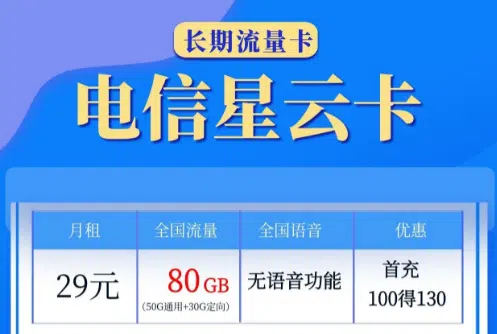 长期流量卡
电信星云卡
月租 全国流量 全国语音 优惠
29元 80GB 无语音功能 首充
(50G通用+30G定向) 100得130